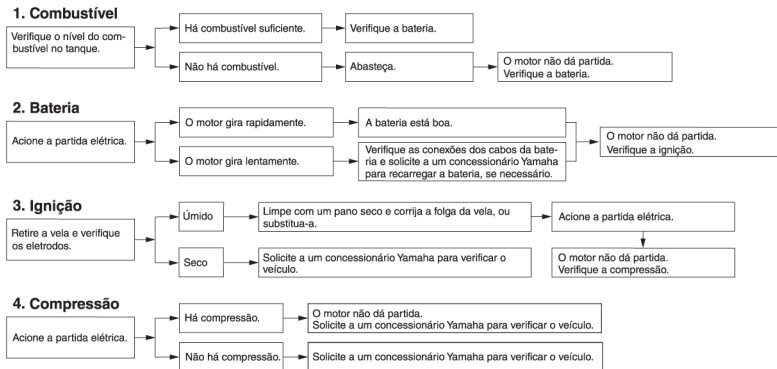 1. Combustível
Verifique o nível do com-
bustível no tanque.
Há combustível suficiente.
Verifique a bateria.
Não há combustível.
Abasteça.
O motor não dá partida.
Verifique a bateria.
2. Bateria
Acione a partida elétrica.
O motor gira rapidamente.
A bateria está boa.
O motor gira lentamente.
Verifique as conexões dos cabos da bate-
ria e solicite a um concessionário Yamaha
para recarregar a bateria, se necessário.
O motor não dá partida.
Verifique a ignição.
3. Ignição
Retire a vela e verifique
os eletrodos.
Úmido
Limpe com um pano seco e corrija a folga da vela, ou
substitua-a.
Acione a partida elétrica.
Seco
Solicite a um concessionário Yamaha para verificar o
veículo.
O motor não dá partida.
Verifique a compressão.
4. Compressão
Acione a partida elétrica.
Há compressão.
O motor não dá partida.
Solicite a um concessionário Yamaha para verificar o veículo.
Não há compressão.
Solicite a um concessionário Yamaha para verificar o veículo.